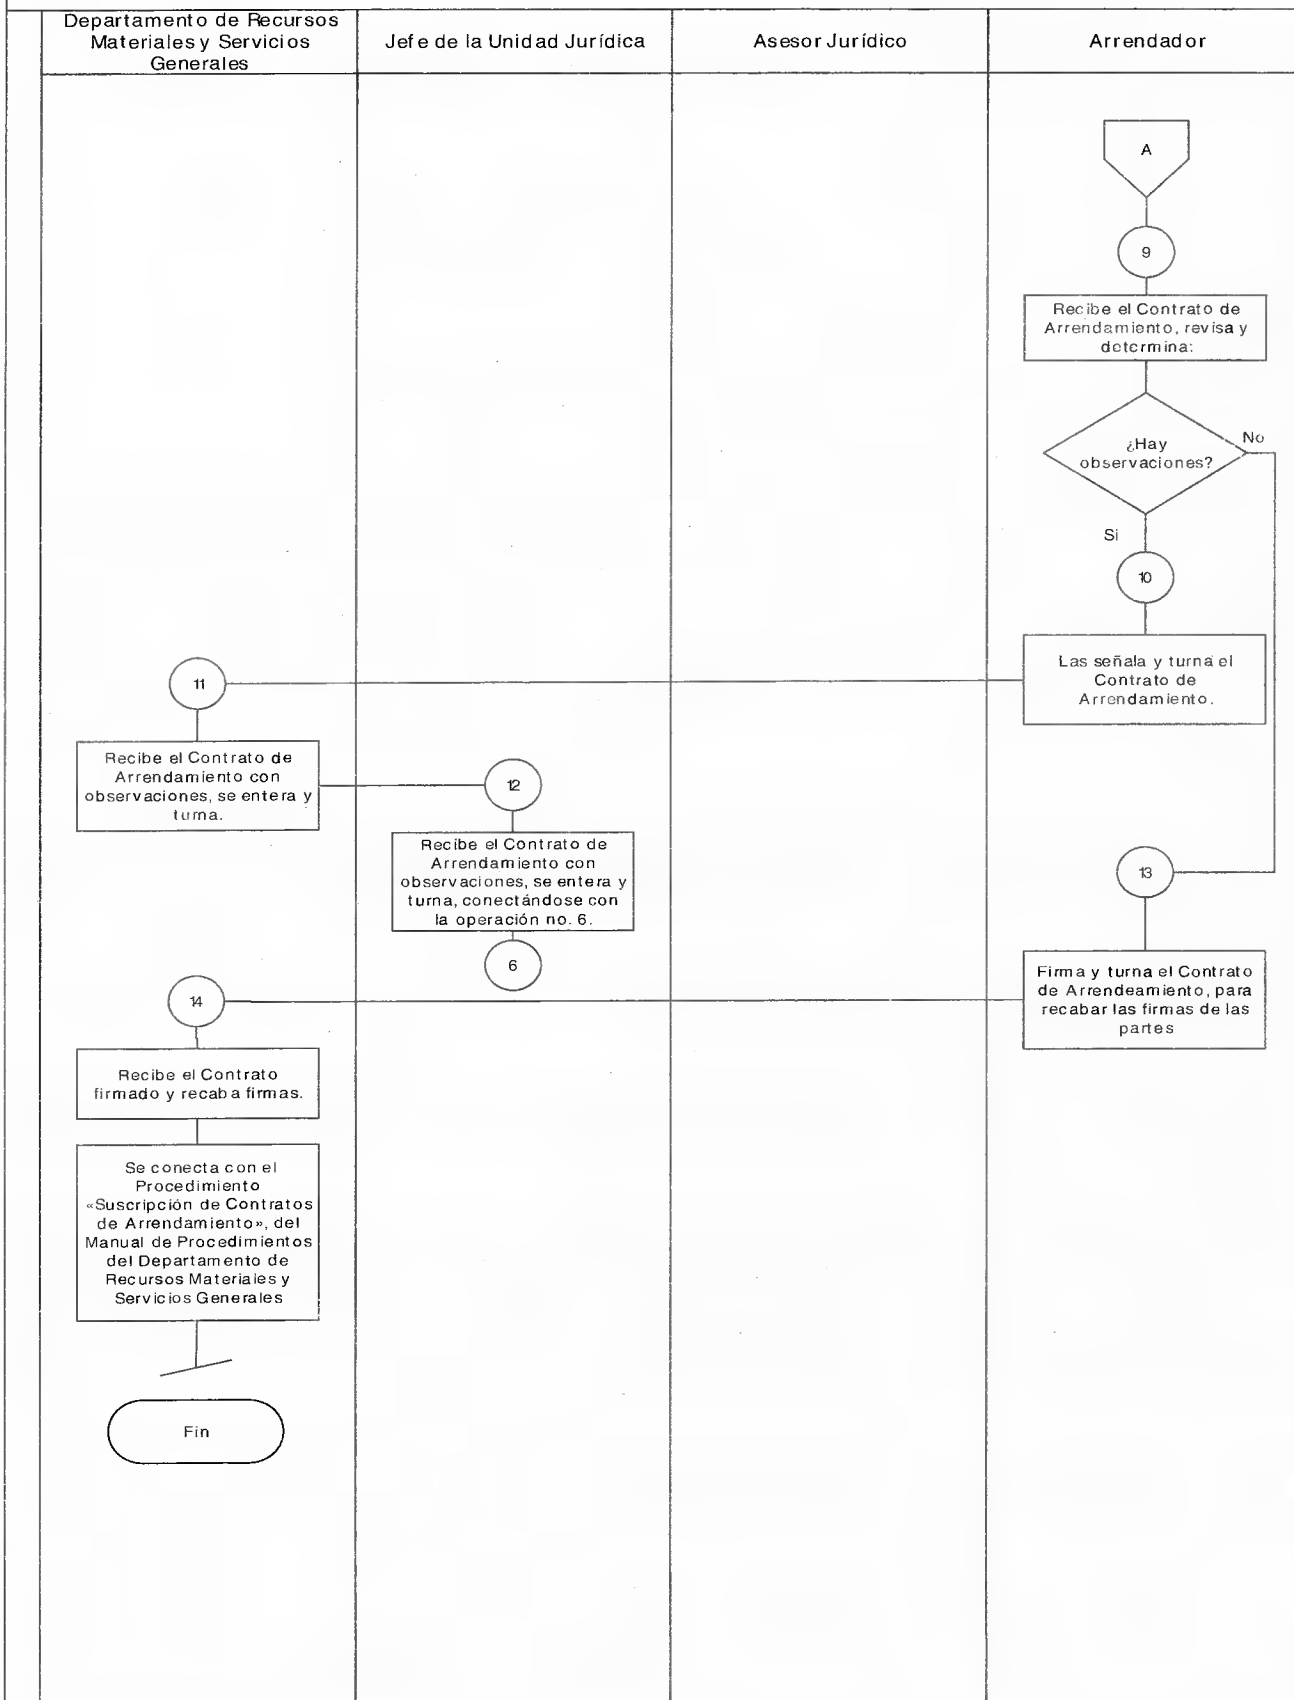 Departamento de Recursos
Materiales y Servicios
Generales
Jefe de la Unidad Jurídica
Asesor Jurídico
Arrendador
A
9
Recibe el Contrato de
Arrendamiento, revisa y
determina:
¿Hay
observaciones?
No
Si
10
Las señala y turna el
Contrato de
Arrendamiento.
11
Recibe el Contrato de
Arrendamiento con
observaciones, se entera y
turna.
12
Recibe el Contrato de
Arrendamiento con
observaciones, se entera y
turna, conectándose con
la operación no. 6.
6
13
Firma y turna el Contrato
de Arrendeamiento, para
recabar las firmas de las
partes
14
Recibe el Contrato
firmado y recaba firmas.
Se conecta con el
Procedimiento
«Suscripción de Contratos
de Arrendamiento», del
Manual de Procedimientos
del Departamento de
Recursos Materiales y
Servicios Generales
Fin